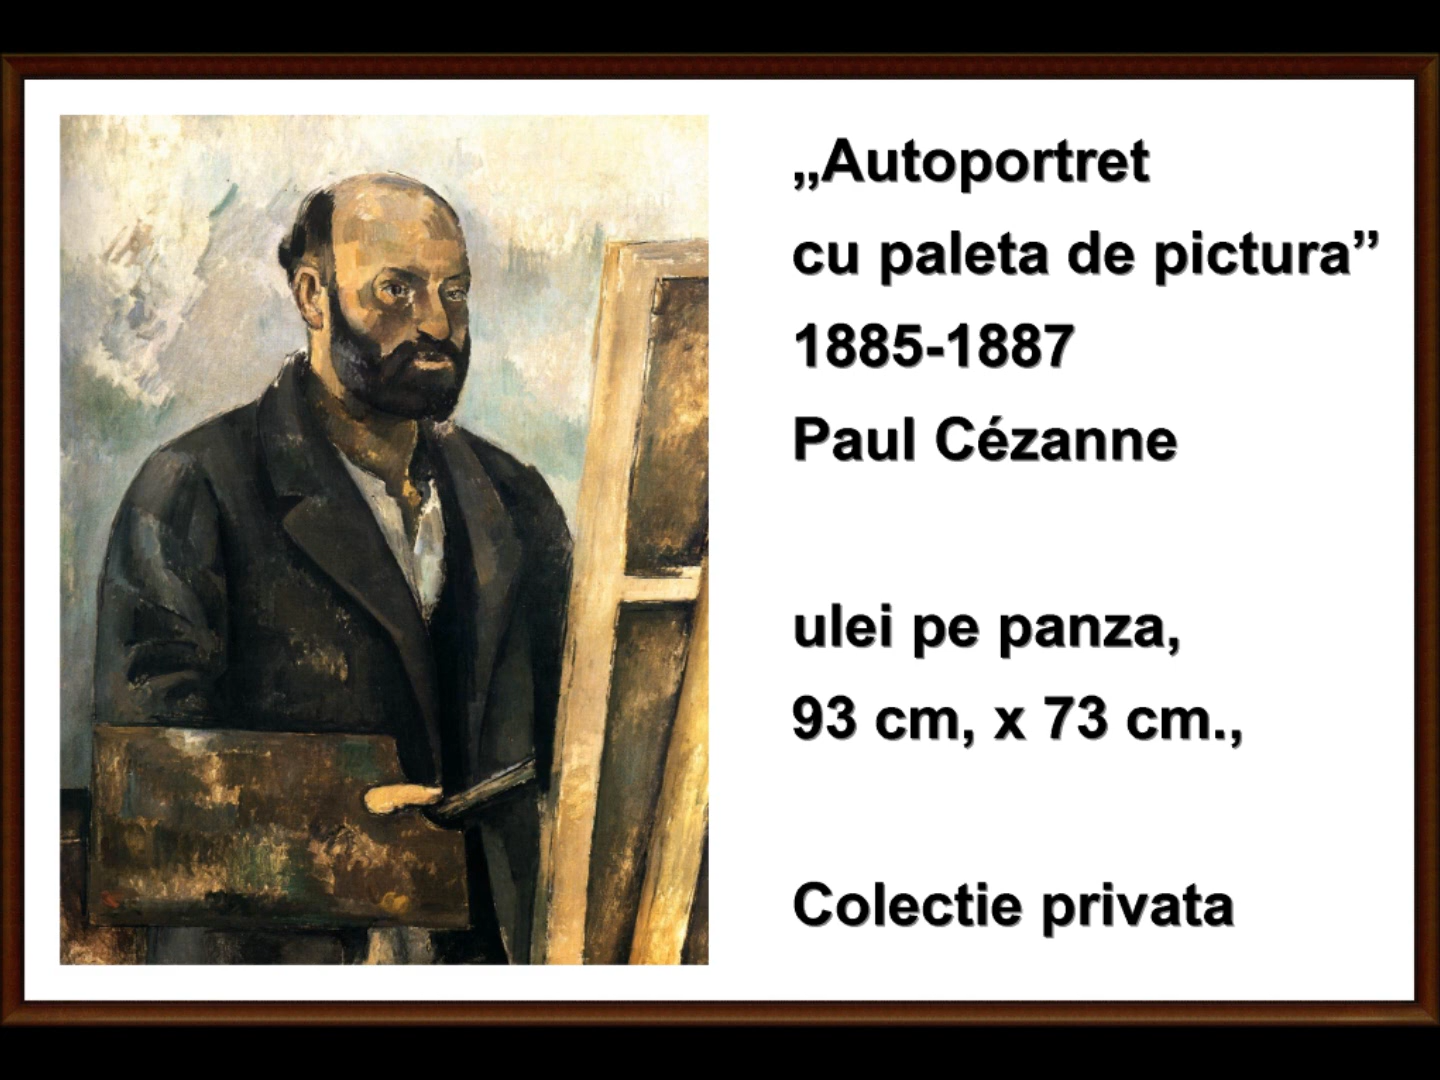 „Autoportret
cu paleta de pictura”
1885-1887
Paul Cézanne
ulei pe panza,
93 cm, x 73 cm.,
Colectie privata